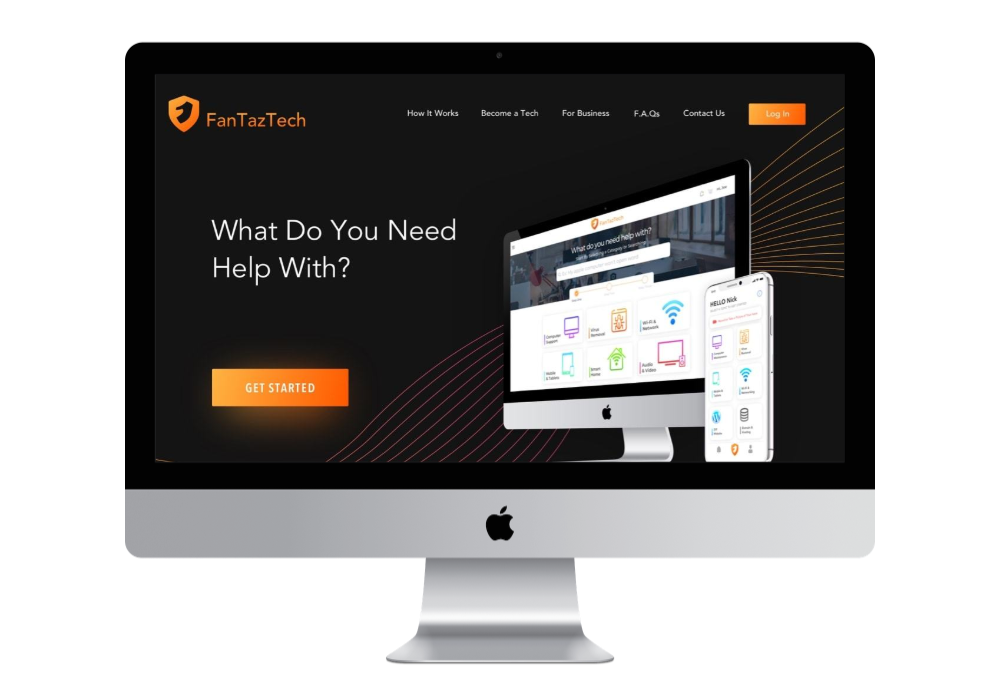 FanTazTech
How It Works
Become a Tech
For Business
F.A.Qs
Contact Us
Log In
What Do You Need
Help With?
GET STARTED
FanTazTech
What do you need help with?
Computer
Support
Virus
Removal
Wi-Fi &
Network
Mobile
& Tablets
Smart
Home
Audio
& Video
HELLO Nick